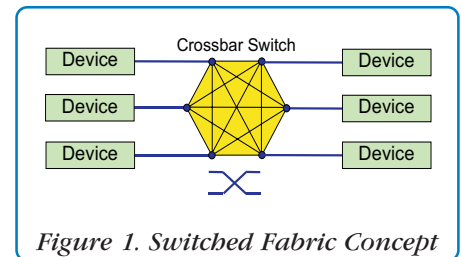 Crossbar Switch
Device Device
Device Device
Device Device
Figure 1. Switched Fabric Concept